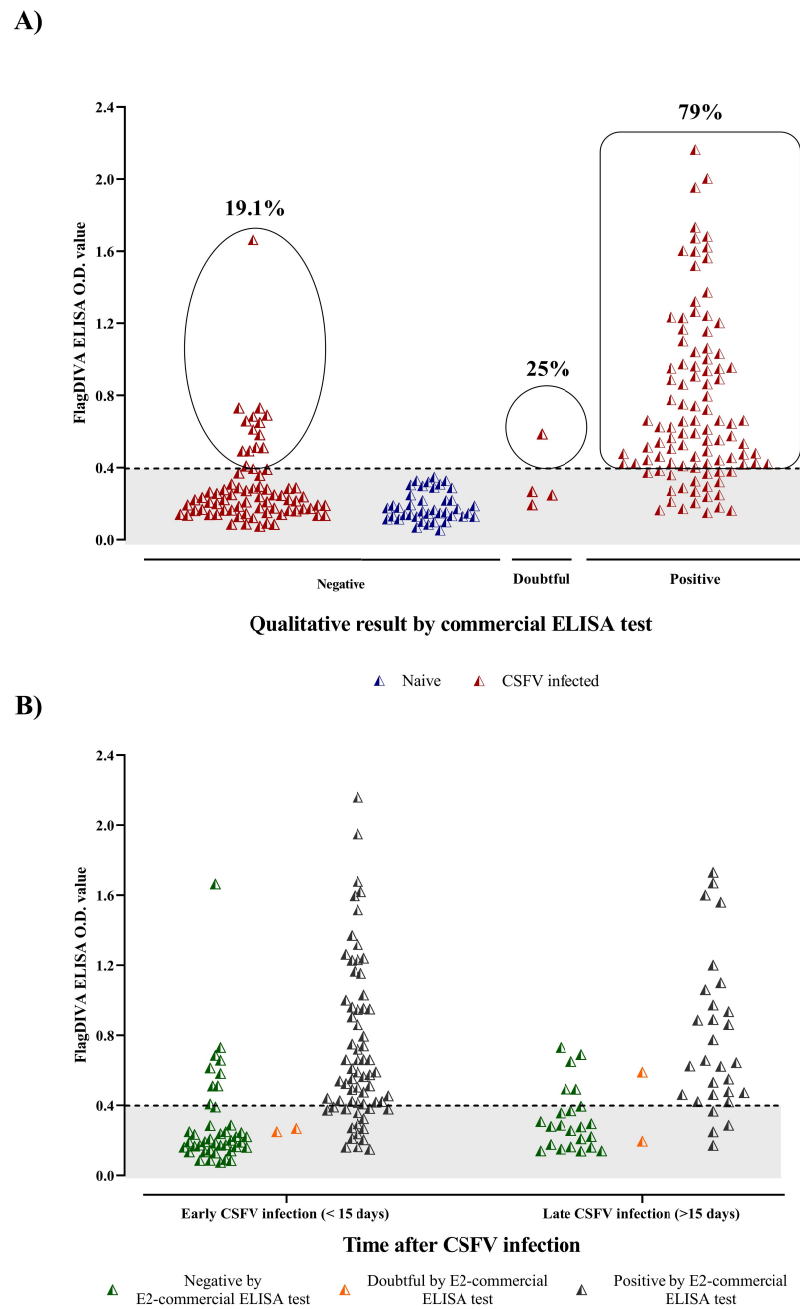 A)
79%
2.4
2.0
19.1%
1.6
FlagDIVA ELISA O.D. value
1.2
25%
0.8
0.4
0.0
Negative
Doubtful
Positive
Qualitative result by commercial ELISA test
Naive
CSFV infected
B)
2.4
2.0
1.6
FlagDIVA ELISA O.D. value
1.2
0.8
0.4
0.0
Early CSFV infection (< 15 days)
Late CSFV infection (>15 days)
Time after CSFV infection
Negative by
E2-commercial ELISA test
Doubtful by E2-commercial
ELISA test
Positive by E2-commercial
ELISA test